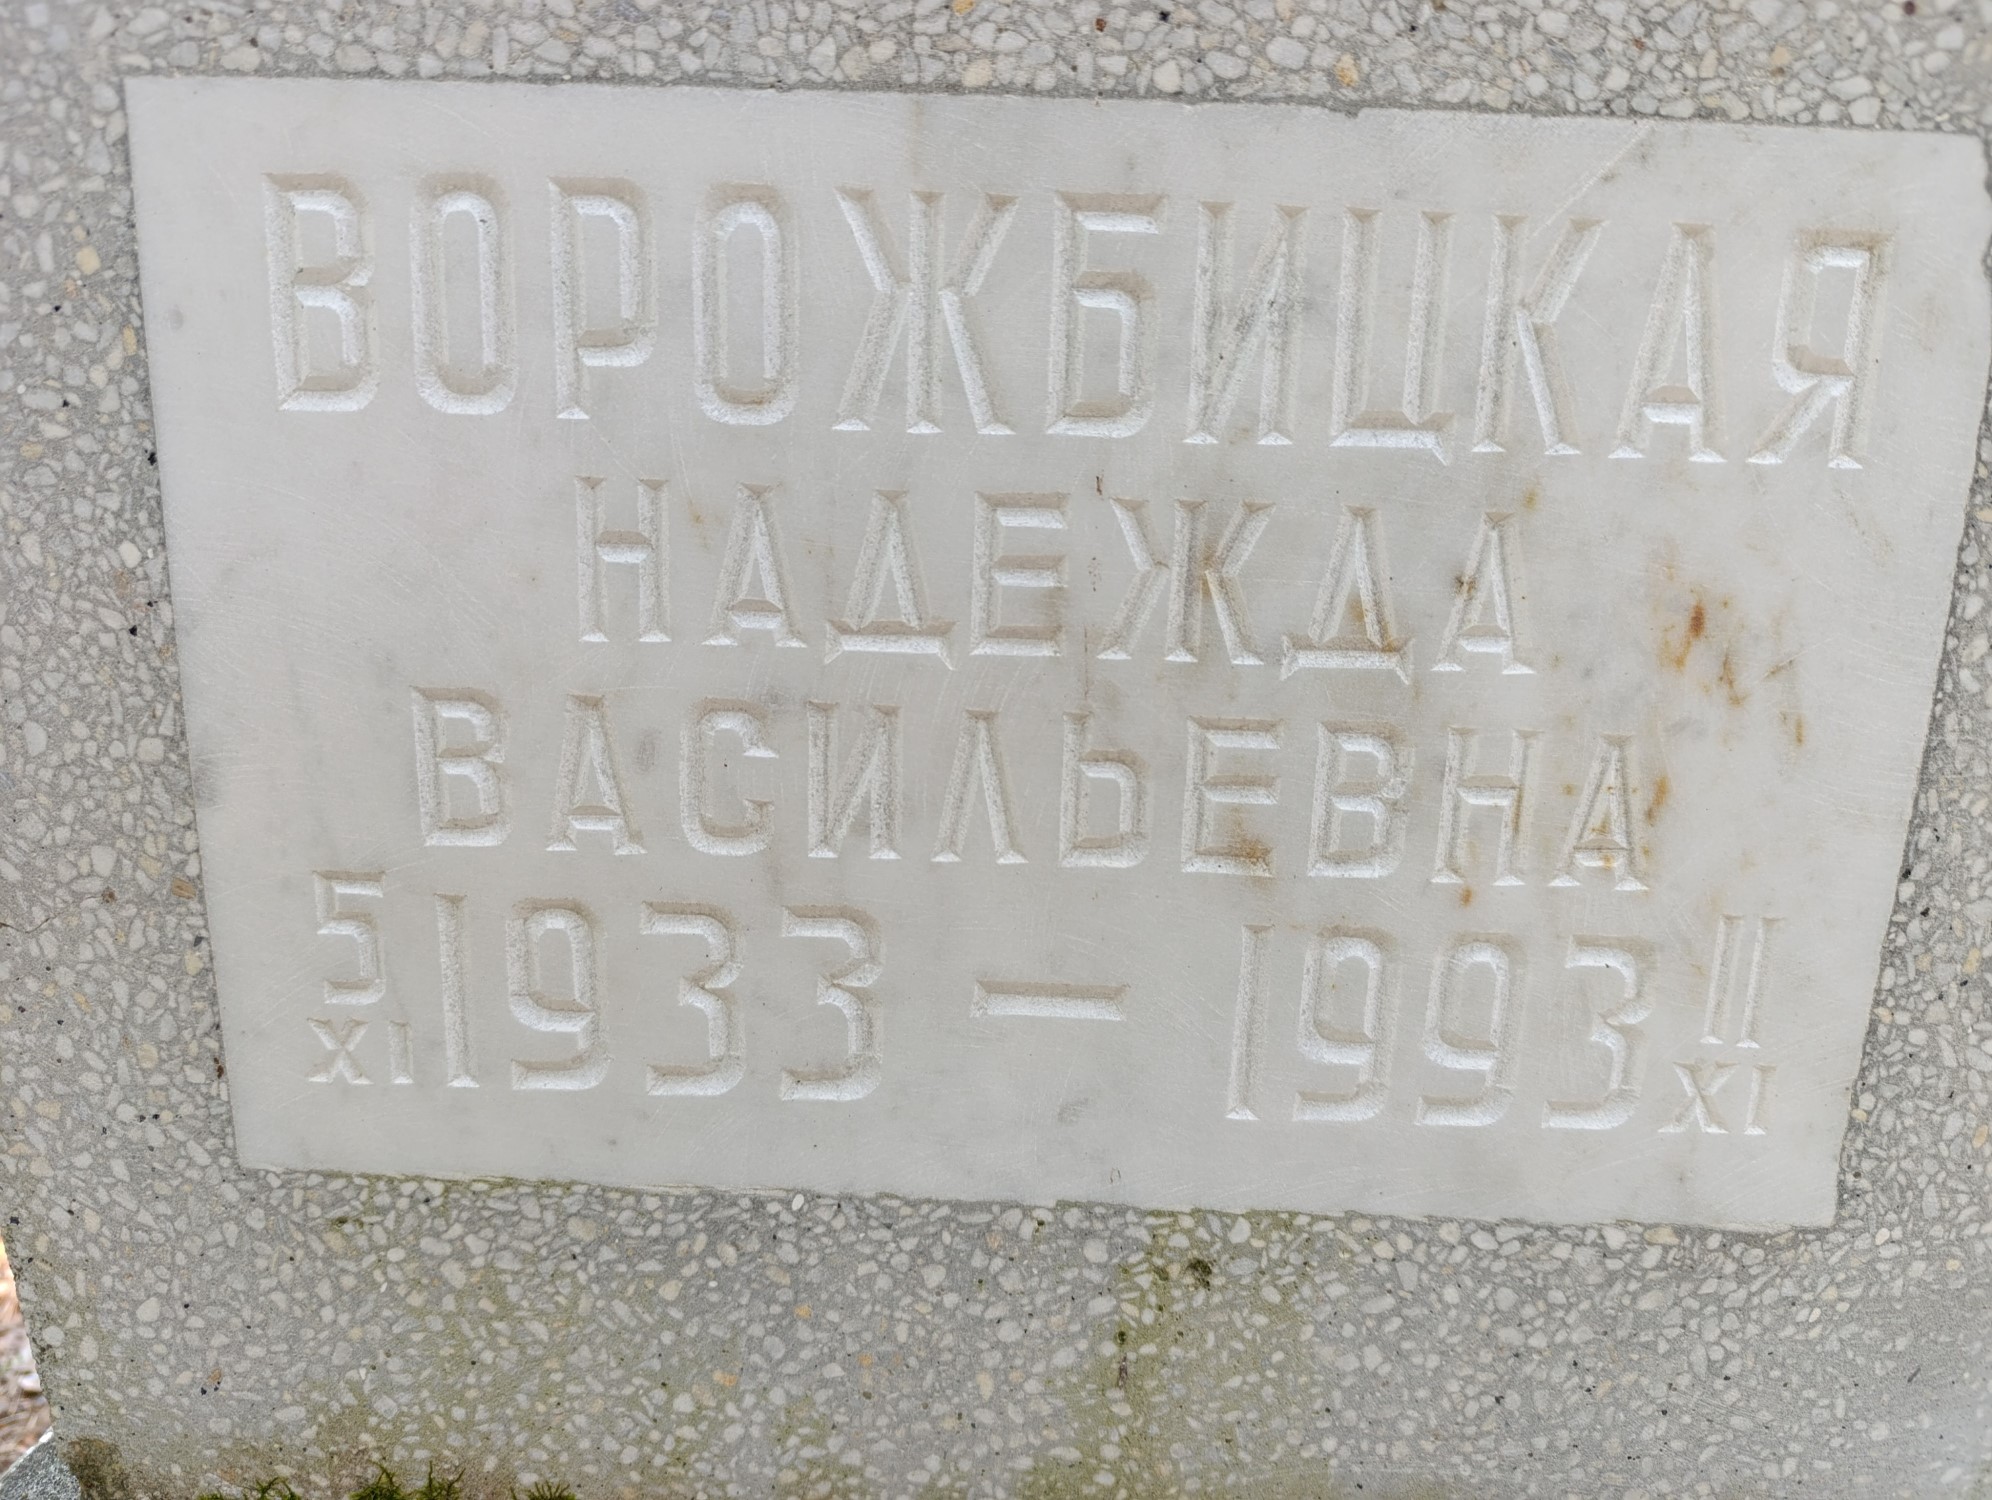 ВОРОЖБИЦКАЯ
НАДЕЖДА
ВАСИЛЬЕВНА
5 XI 1933 — 1993 11 XI